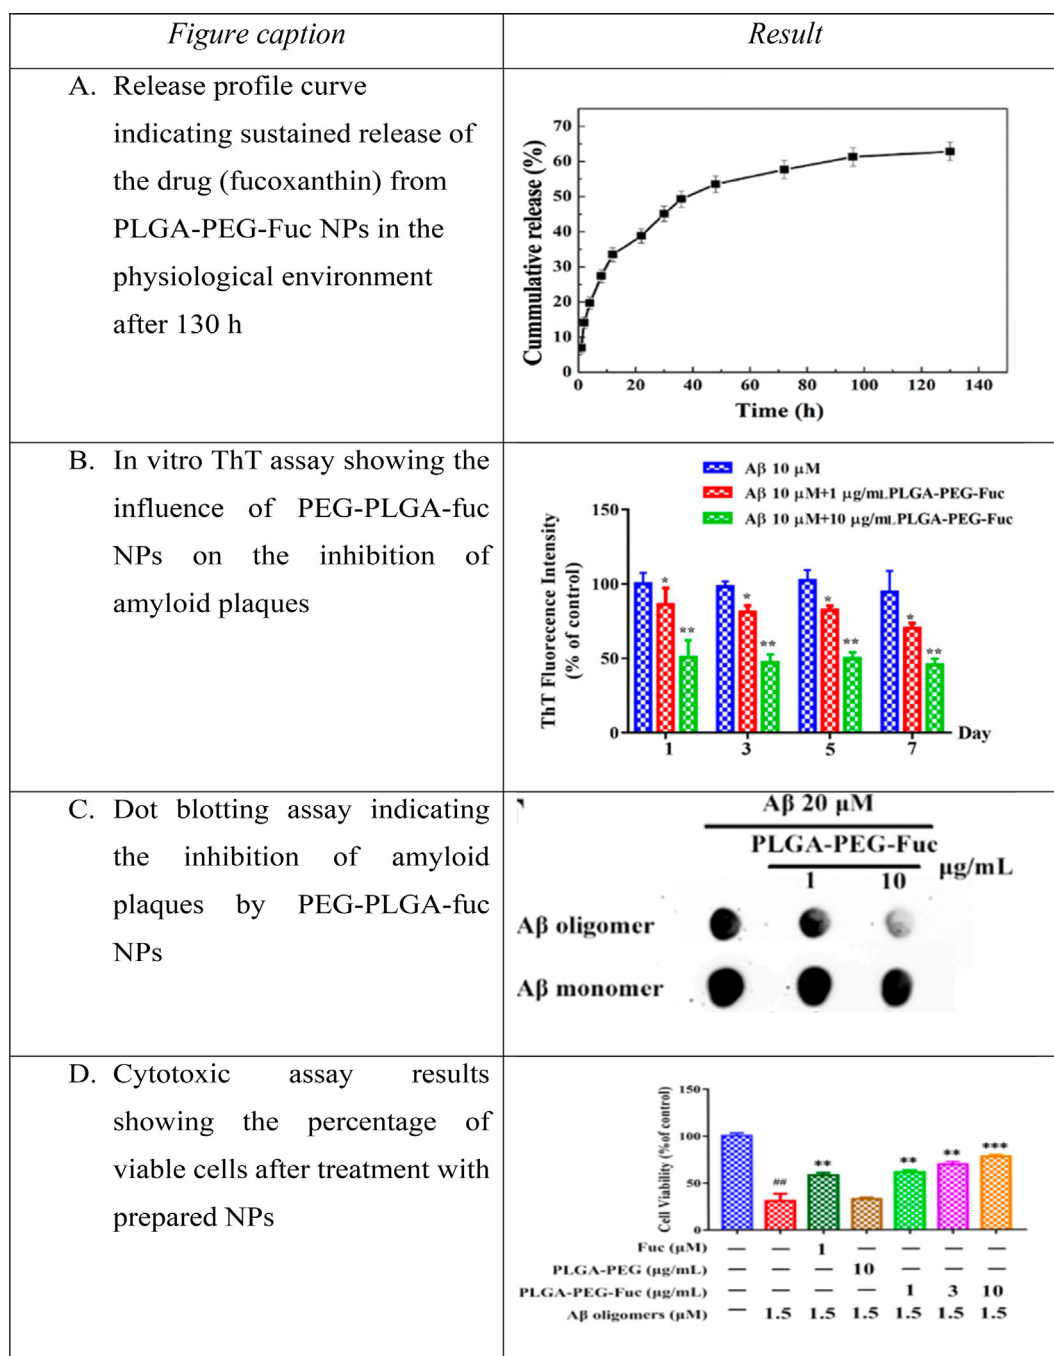 Figure caption
Result
A. Release profile curve
indicating sustained release of
the drug (fucoxanthin) from
PLGA-PEG-Fuc NPs in the
physiological environment
after 130 h
Cummulative release (%)
70
60
50
40
30
20
10
0
0 20 40 60 80 100 120 140
Time (h)
B. In vitro ThT assay showing the
influence of PEG-PLGA-fuc
NPs on the inhibition of
amyloid plaques
Aβ 10 μM
Aβ 10 μM+1 μg/mLPLGA-PEG-Fuc
Aβ 10 μM+10 μg/mLPLGA-PEG-Fuc
ThT Fluorecence Intensity
(% of control)
150
100
50
0
* ** * ** * ** * **
1 3 5 7 Day
C. Dot blotting assay indicating
the inhibition of amyloid
plaques by PEG-PLGA-fuc
NPs
Aβ 20 μM
PLGA-PEG-Fuc
1 10 μg/mL
Aβ oligomer
Aβ monomer
D. Cytotoxic assay results
showing the percentage of
viable cells after treatment with
prepared NPs
Cell Viability (%of control)
150
100
50
0
## ** ** ** ***
Fuc (μM) — — 1 — — — —
PLGA-PEG (μg/mL) — — — 10 — — —
PLGA-PEG-Fuc (μg/mL) — — — — 1 3 10
Aβ oligomers (μM) — 1.5 1.5 1.5 1.5 1.5 1.5